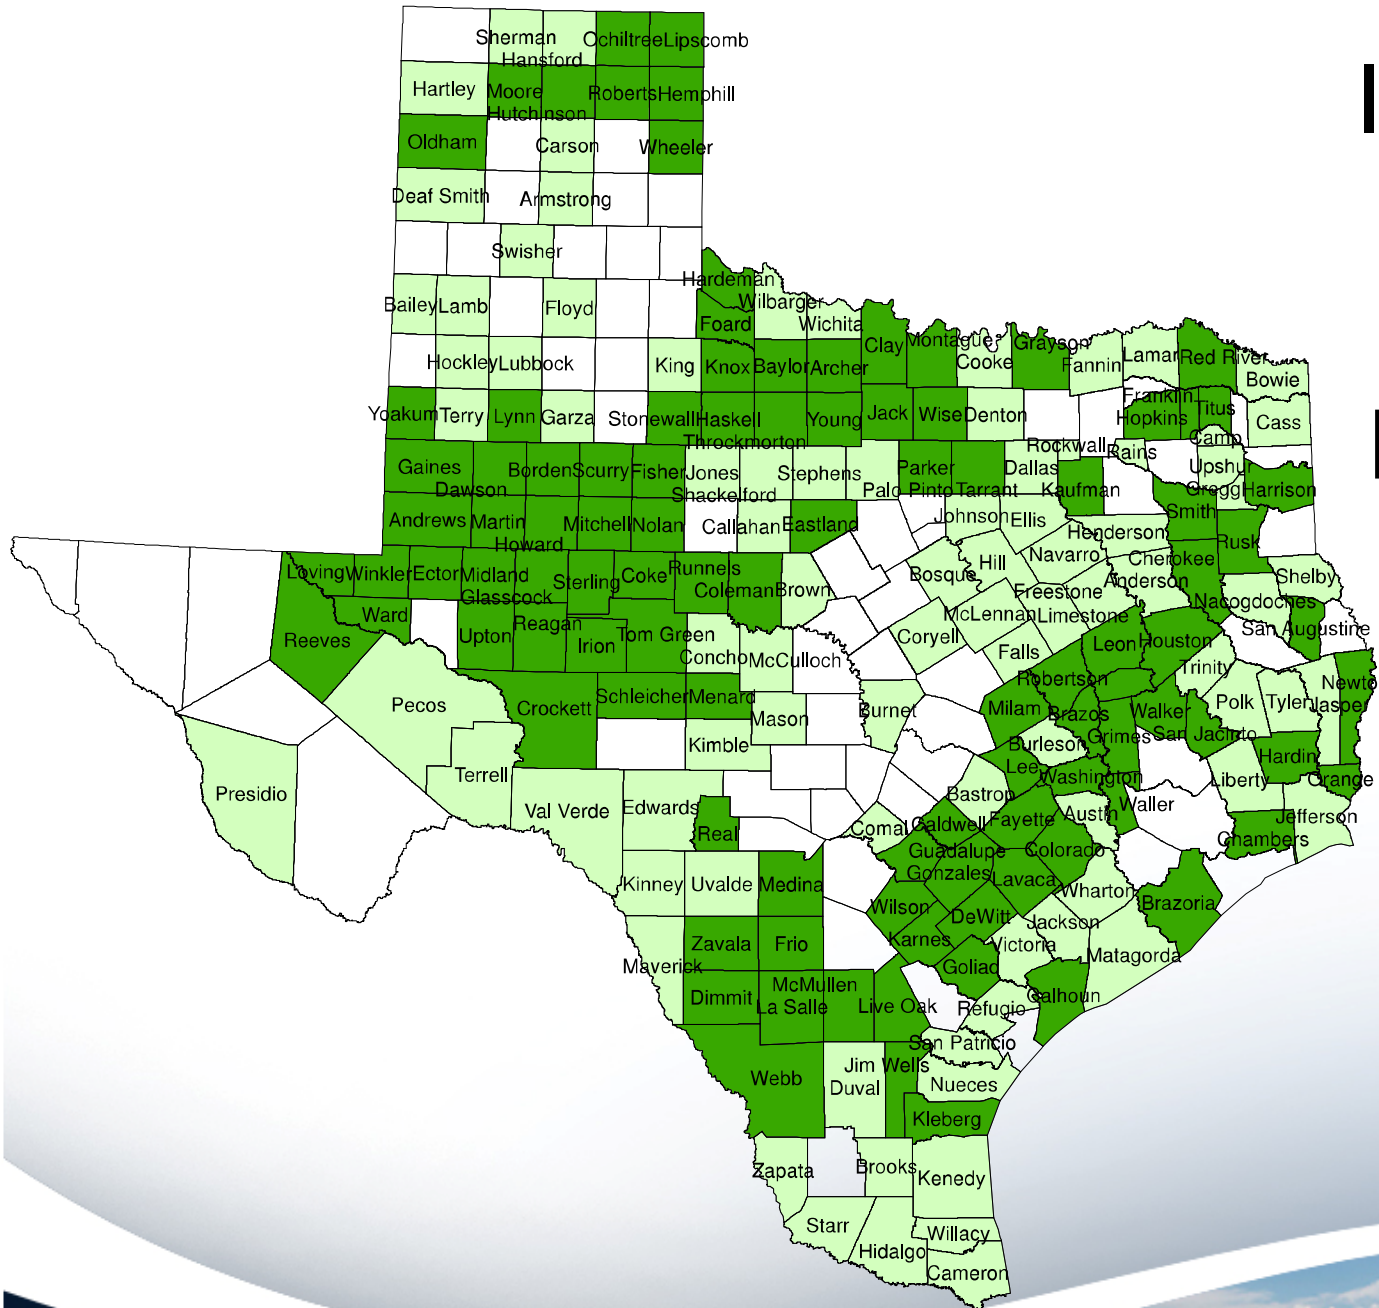 Sherman
Ochiltree
Lipscomb
Hansford
Hartley
Moore
Roberts
Hemphill
Hutchinson
Oldham
Carson
Wheeler
Deaf Smith
Armstrong
Swisher
Hardeman
Bailey
Lamb
Floyd
Wilbarger
Foard
Wichita
Clay
Montague
Grayson
Cooke
Fannin
Lamar
Red River
Hockley
Lubbock
King
Knox
Baylor
Archer
Bowie
Yoakum
Terry
Lynn
Garza
Stonewall
Haskell
Throckmorton
Young
Jack
Wise
Denton
Franklin
Hopkins
Titus
Cass
Camp
Rockwall
Rains
Gaines
Dawson
Borden
Scurry
Fisher
Jones
Shackelford
Stephens
Palo Pinto
Parker
Tarrant
Dallas
Kaufman
Upshur
Gregg
Harrison
Andrews
Martin
Howard
Mitchell
Nolan
Callahan
Eastland
Johnson
Ellis
Henderson
Smith
Rusk
Loving
Winkler
Ector
Midland
Glasscock
Sterling
Coke
Runnels
Coleman
Brown
Bosque
Hill
Navarro
Freestone
Anderson
Cherokee
Shelby
Nacogdoches
Reeves
Ward
Upton
Reagan
Irion
Tom Green
Concho
McCulloch
Coryell
McLennan
Limestone
Falls
Leon
Houston
San Augustine
Trinity
Pecos
Crockett
Schleicher
Menard
Mason
Burnet
Milam
Robertson
Brazos
Walker
Polk
Tyler
Jasper
Newto
Kimble
Burleson
Grimes
San Jacinto
Hardin
Presidio
Terrell
Val Verde
Edwards
Real
Lee
Washington
Bastrop
Liberty
Orange
Comal
Caldwell
Fayette
Austin
Waller
Jefferson
Chambers
Kinney
Uvalde
Medina
Guadalupe
Gonzales
Lavaca
Colorado
Wharton
Brazoria
Wilson
DeWitt
Jackson
Zavala
Frio
Karnes
Victoria
Matagorda
Maverick
Goliad
Dimmit
McMullen
La Salle
Live Oak
Refugio
Calhoun
San Patricio
Webb
Jim Wells
Duval
Nueces
Kleberg
Zapata
Brooks
Kenedy
Starr
Willacy
Hidalgo
Cameron